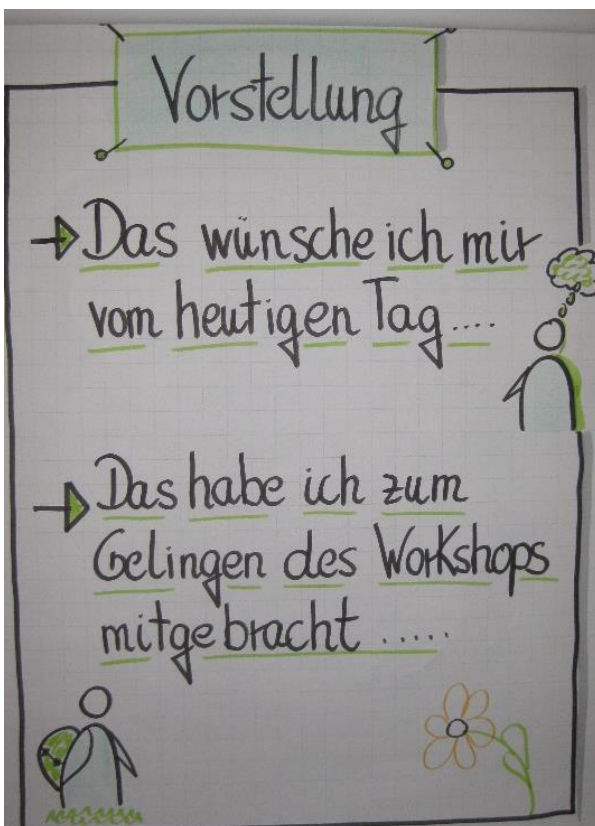 Vorstellung
Das wünsche ich mir
vom heutigen Tag....
Das habe ich zum
Gelingen des Workshops
mitgebracht.....